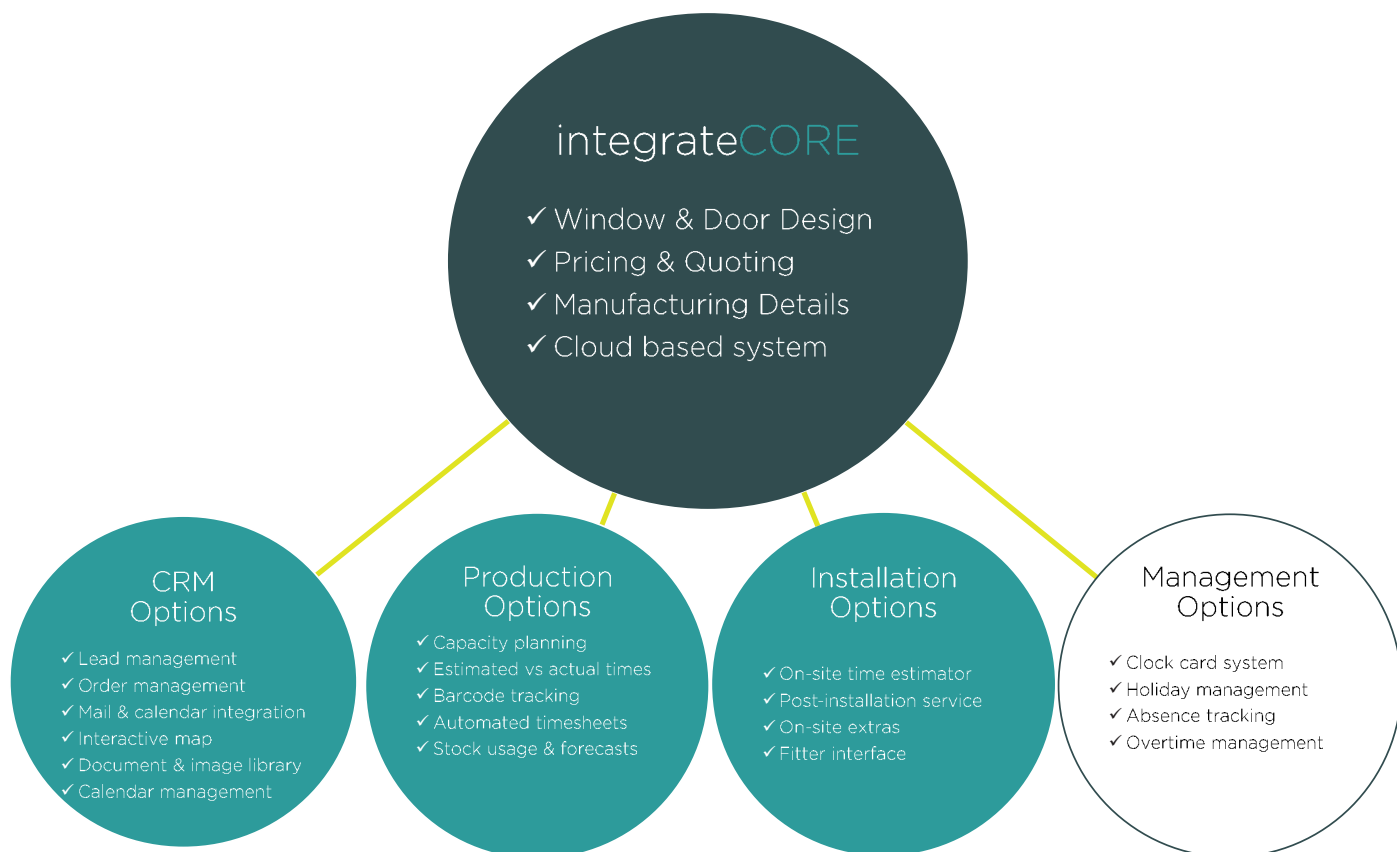 integrateCORE
✓ Window & Door Design
✓ Pricing & Quoting
✓ Manufacturing Details
✓ Cloud based system
CRM
Options
✓ Lead management
✓ Order management
✓ Mail & calendar integration
✓ Interactive map
✓ Document & image library
✓ Calendar management
Production
Options
✓ Capacity planning
✓ Estimated vs actual times
✓ Barcode tracking
✓ Automated timesheets
✓ Stock usage & forecasts
Installation
Options
✓ On-site time estimator
✓ Post-installation service
✓ On-site extras
✓ Fitter interface
Management
Options
✓ Clock card system
✓ Holiday management
✓ Absence tracking
✓ Overtime management